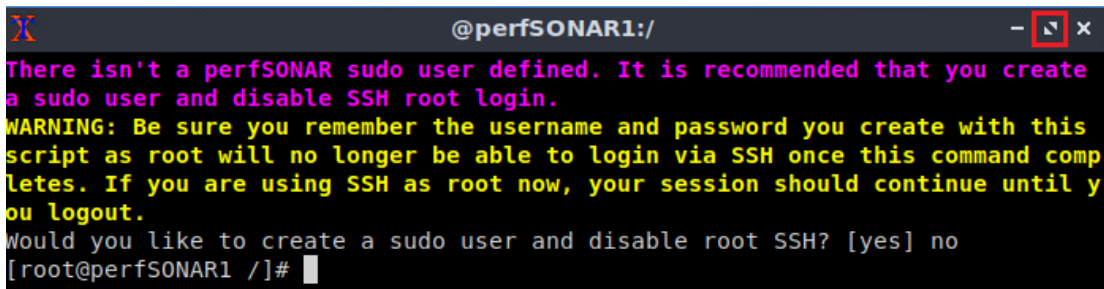 @perfSONAR1:/
There isn't a perfSONAR sudo user defined. It is recommended that you create
a sudo user and disable SSH root login.
WARNING: Be sure you remember the username and password you create with this
script as root will no longer be able to login via SSH once this command comp
letes. If you are using SSH as root now, your session should continue until y
ou logout.
Would you like to create a sudo user and disable root SSH? [yes] no
[root@perfSONAR1 /]#